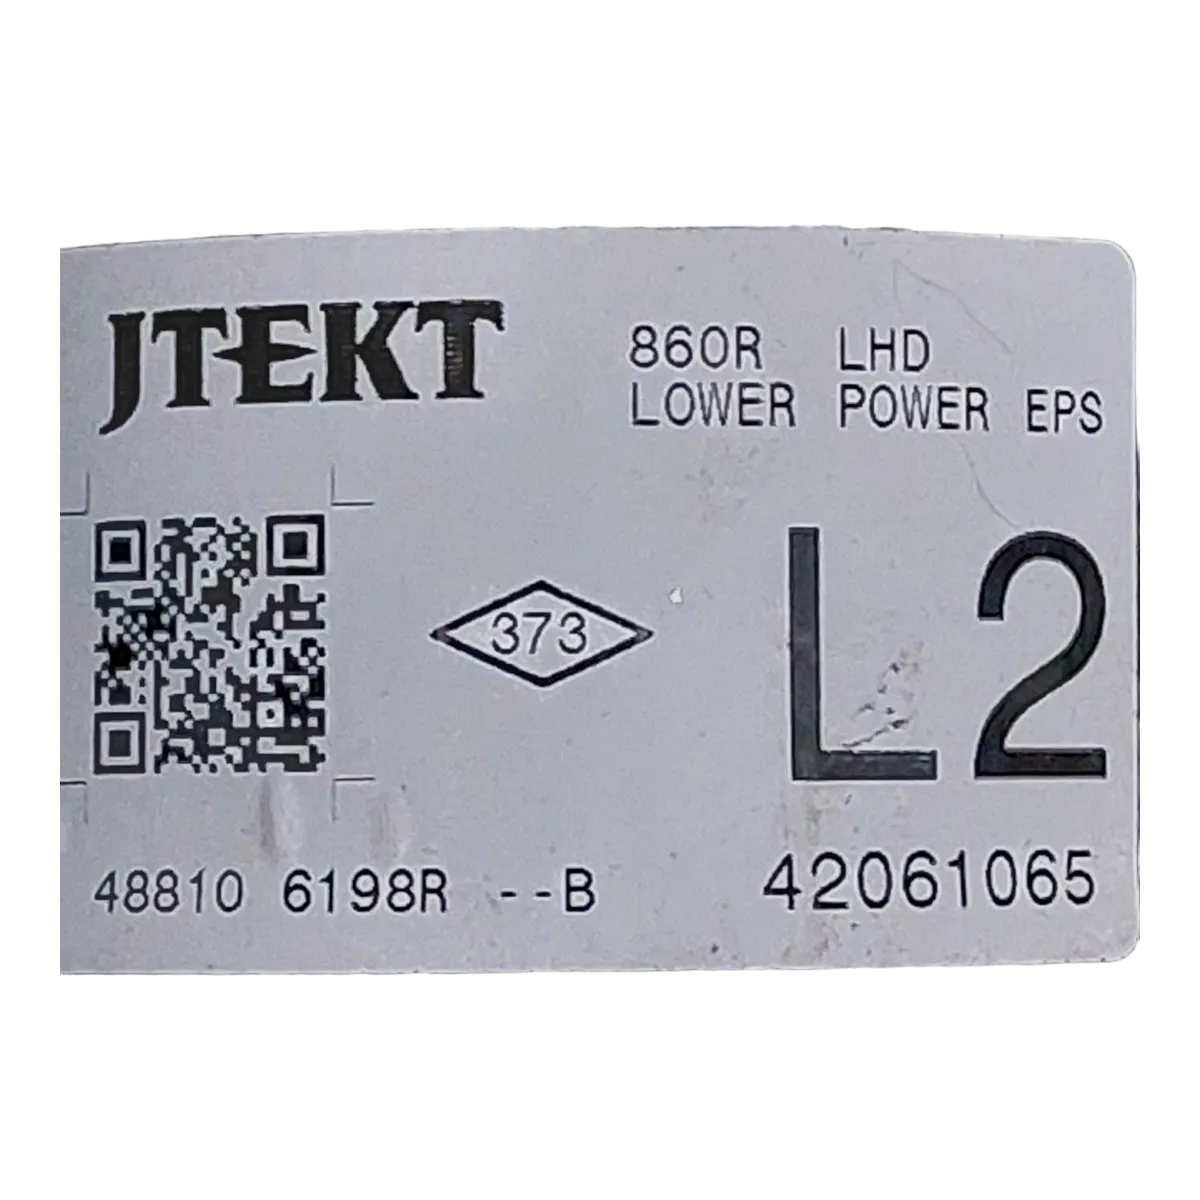 JTEKT
860R LHD
LOWER POWER EPS
373
L2
48810 6198R --B
42061065